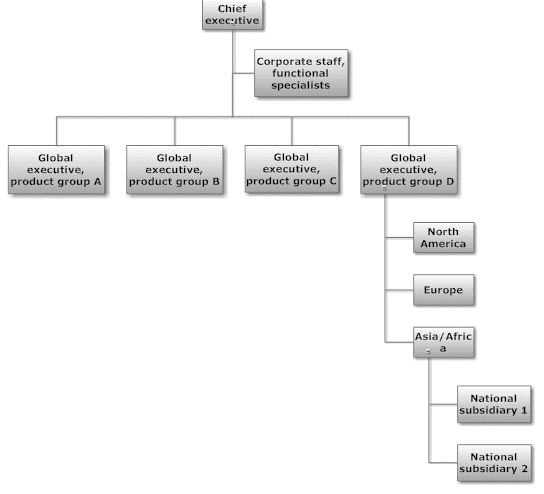 Chief
executive
Corporate staff,
functional
specialists
Global
executive,
product group A
Global
executive,
product group B
Global
executive,
product group C
Global
executive,
product group D
North
America
Europe
Asia/Afric
a
National
subsidiary 1
National
subsidiary 2